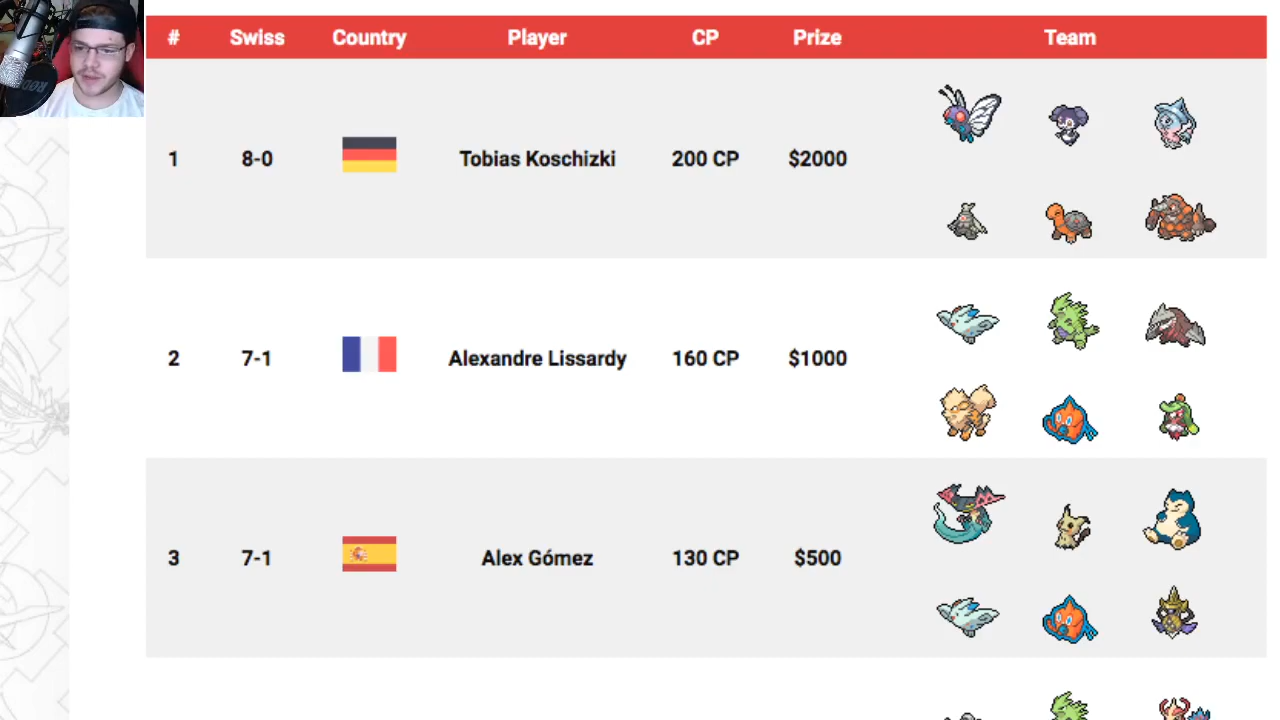 # Swiss Country Player CP Prize Team
1 8-0 Tobias Koschizki 200 CP $2000
2 7-1 Alexandre Lissardy 160 CP $1000
3 7-1 Alex Gómez 130 CP $500